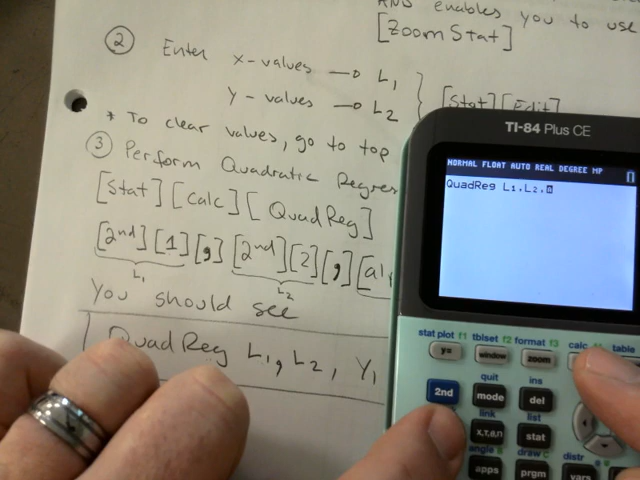 RNS enables you to use
[ZoomStat]
② Enter x-values → L₁
y-values → L₂ } [Stat][Edit]
* To clear values, go to top
③ Perform Quadratic Regres
[Stat][Calc][QuadReg]
[2nd][1][,][2nd][2][,][al
L₁ L₂
You should see
QuadReg L₁, L₂, Y₁
TI-84 Plus CE
NORMAL FLOAT AUTO REAL DEGREE MP
QuadReg L₁,L₂,
stat plot f1 tblset f2 format f3 calc table
y= window zoom
quit ins
2nd mode del
link list
X,T,θ,n stat
angle B draw C distr
apps prgm vars